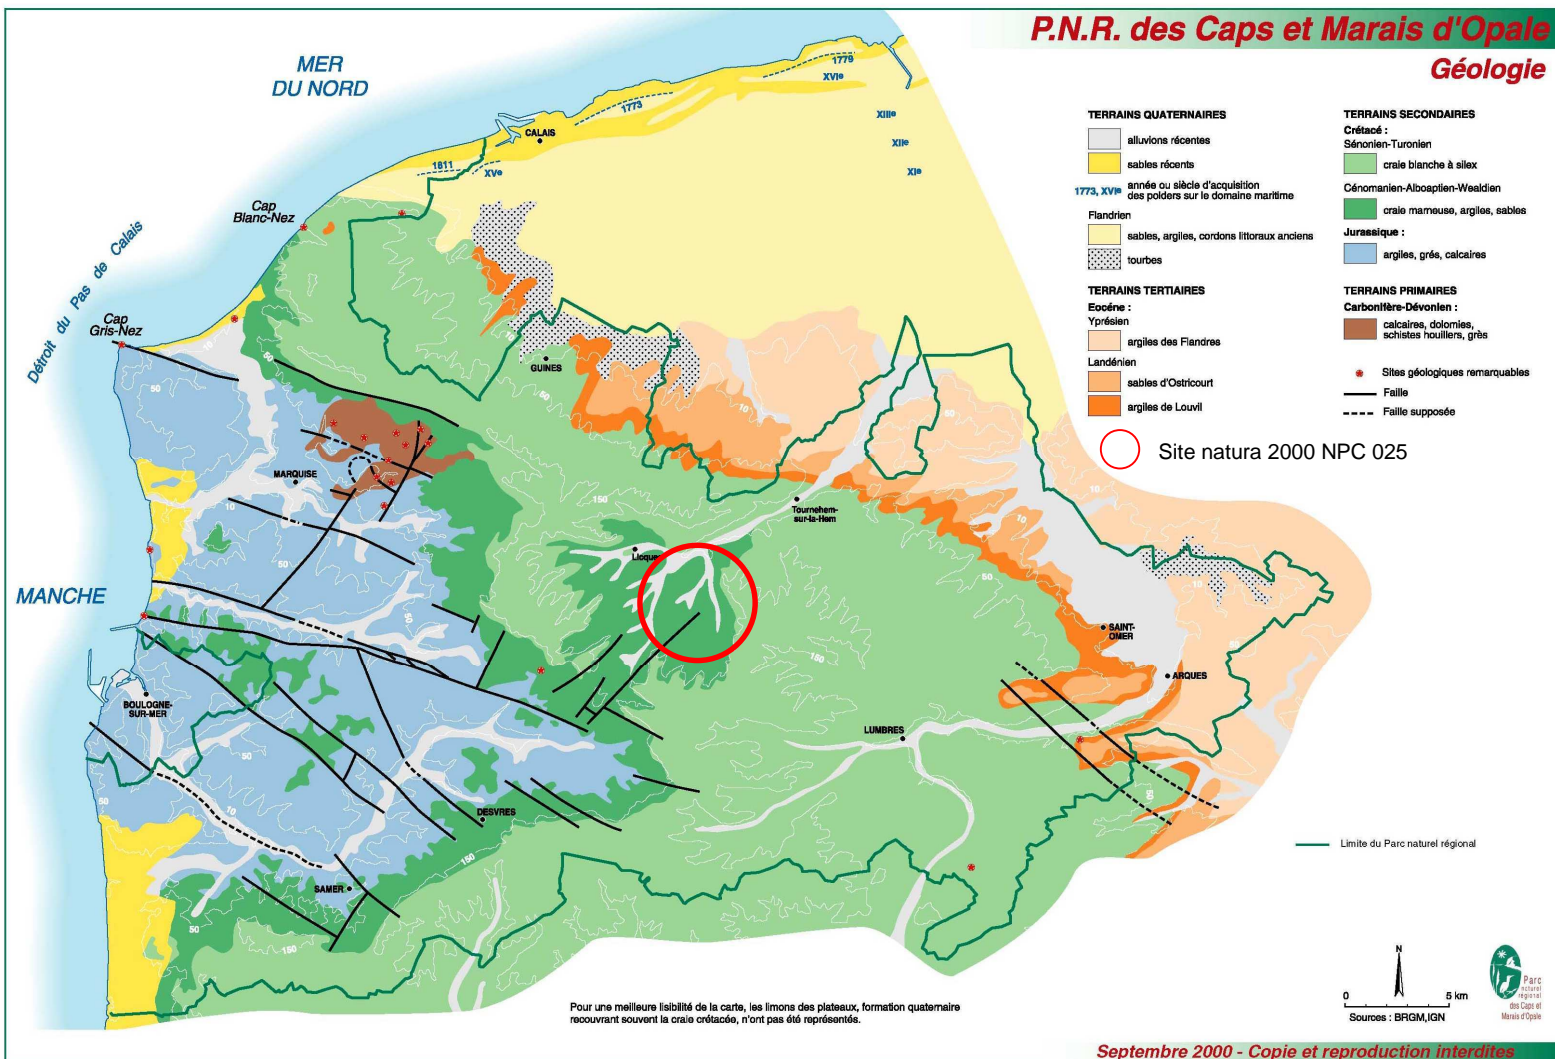 P.N.R. des Caps et Marais d'Opale
Géologie
MER
DU NORD
Détroit du Pas de Calais
MANCHE
Cap
Blanc-Nez
Cap
Gris-Nez
CALAIS
GUINES
MARQUISE
Licques
Tournehem-
sur-la-Hem
SAINT-
OMER
ARQUES
LUMBRES
BOULOGNE-
SUR-MER
DESVRES
SAMER
1779
XVIe
1773
1811
XVe
XIIIe
XIIe
XIe
TERRAINS QUATERNAIRES
alluvions récentes
sables récents
1773, XVIe
année ou siècle d'acquisition
des polders sur le domaine maritime
Flandrien
sables, argiles, cordons littoraux anciens
tourbes
TERRAINS TERTIAIRES
Eocène :
Yprésien
argiles des Flandres
Landénien
sables d'Ostricourt
argiles de Louvil
TERRAINS SECONDAIRES
Crétacé :
Sénonien-Turonien
craie blanche à silex
Cénomanien-Alboaptien-Wealdien
craie marneuse, argiles, sables
Jurassique :
argiles, grés, calcaires
TERRAINS PRIMAIRES
Carbonifère-Dévonien :
calcaires, dolomies,
schistes houillers, grès
Sites géologiques remarquables
Faille
Faille supposée
Site natura 2000 NPC 025
Limite du Parc naturel régional
Pour une meilleure lisibilité de la carte, les limons des plateaux, formation quaternaire
recouvrant souvent la craie crétacée, n'ont pas été représentés.
N
0 5 km
Sources : BRGM,IGN
Parc
naturel
régional
des Caps et
Marais d'Opale
Septembre 2000 - Copie et reproduction interdites